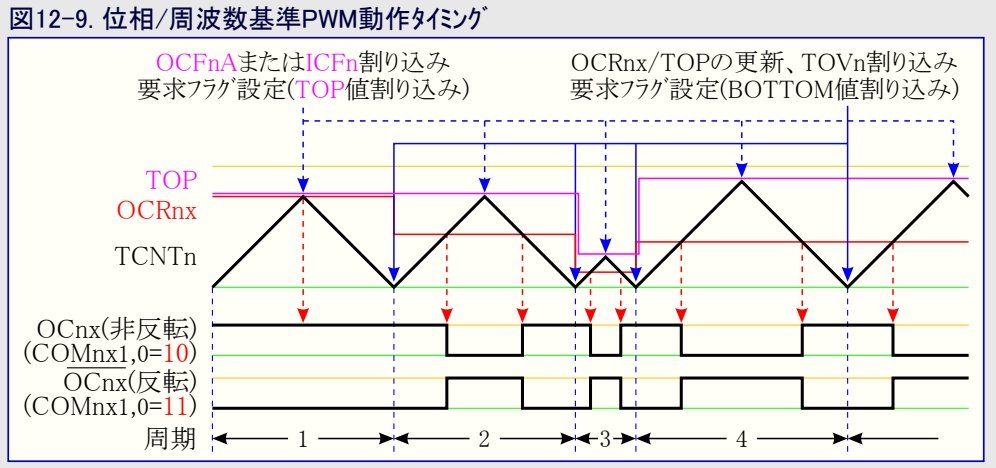 図12-9. 位相/周波数基準PWM動作ﾀｲﾐﾝｸﾞ
OCFnAまたはICFn割り込み
要求ﾌﾗｸﾞ設定(TOP値割り込み)
OCRnx/TOPの更新、TOVn割り込み
要求ﾌﾗｸﾞ設定(BOTTOM値割り込み)
TOP
OCRnx
TCNTn
OCnx(非反転)
(COMnx1,0=10)
OCnx(反転)
(COMnx1,0=11)
周期
1
2
3
4